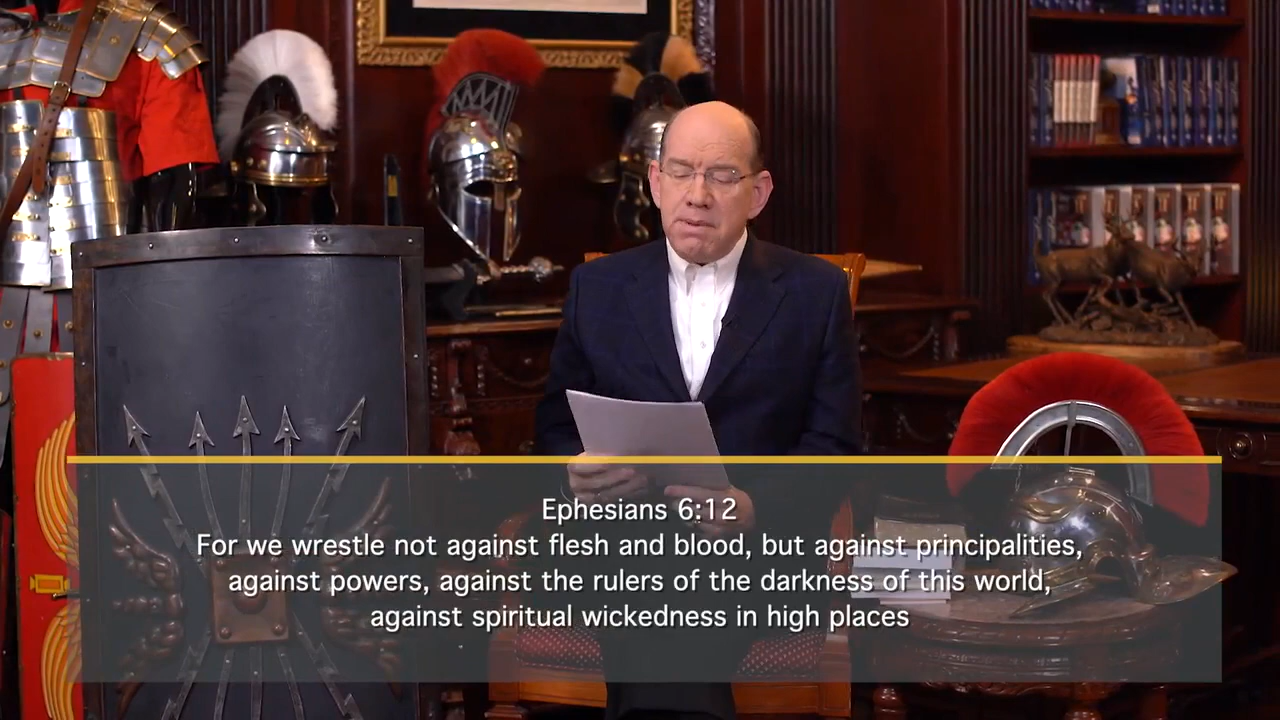 Ephesians 6:12
For we wrestle not against flesh and blood, but against principalities,
against powers, against the rulers of the darkness of this world,
against spiritual wickedness in high places